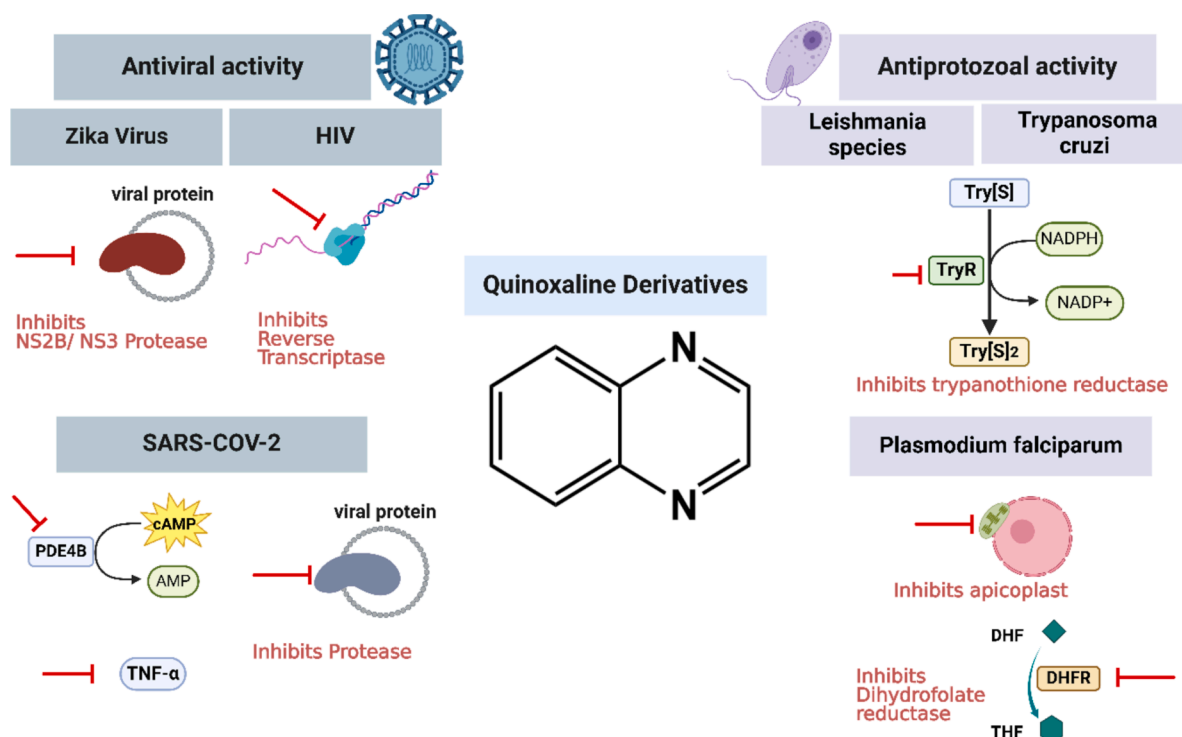 Antiviral activity
Zika Virus
HIV
viral protein
Inhibits
NS2B/ NS3 Protease
Inhibits
Reverse
Transcriptase
SARS-COV-2
cAMP
PDE4B
AMP
viral protein
Inhibits Protease
TNF-α
Quinoxaline Derivatives
N
N
Antiprotozoal activity
Leishmania
species
Trypanosoma
cruzi
Try[S]
NADPH
TryR
NADP+
Try[S]2
Inhibits trypanothione reductase
Plasmodium falciparum
Inhibits apicoplast
DHF
Inhibits
Dihydrofolate
reductase
DHFR
THF